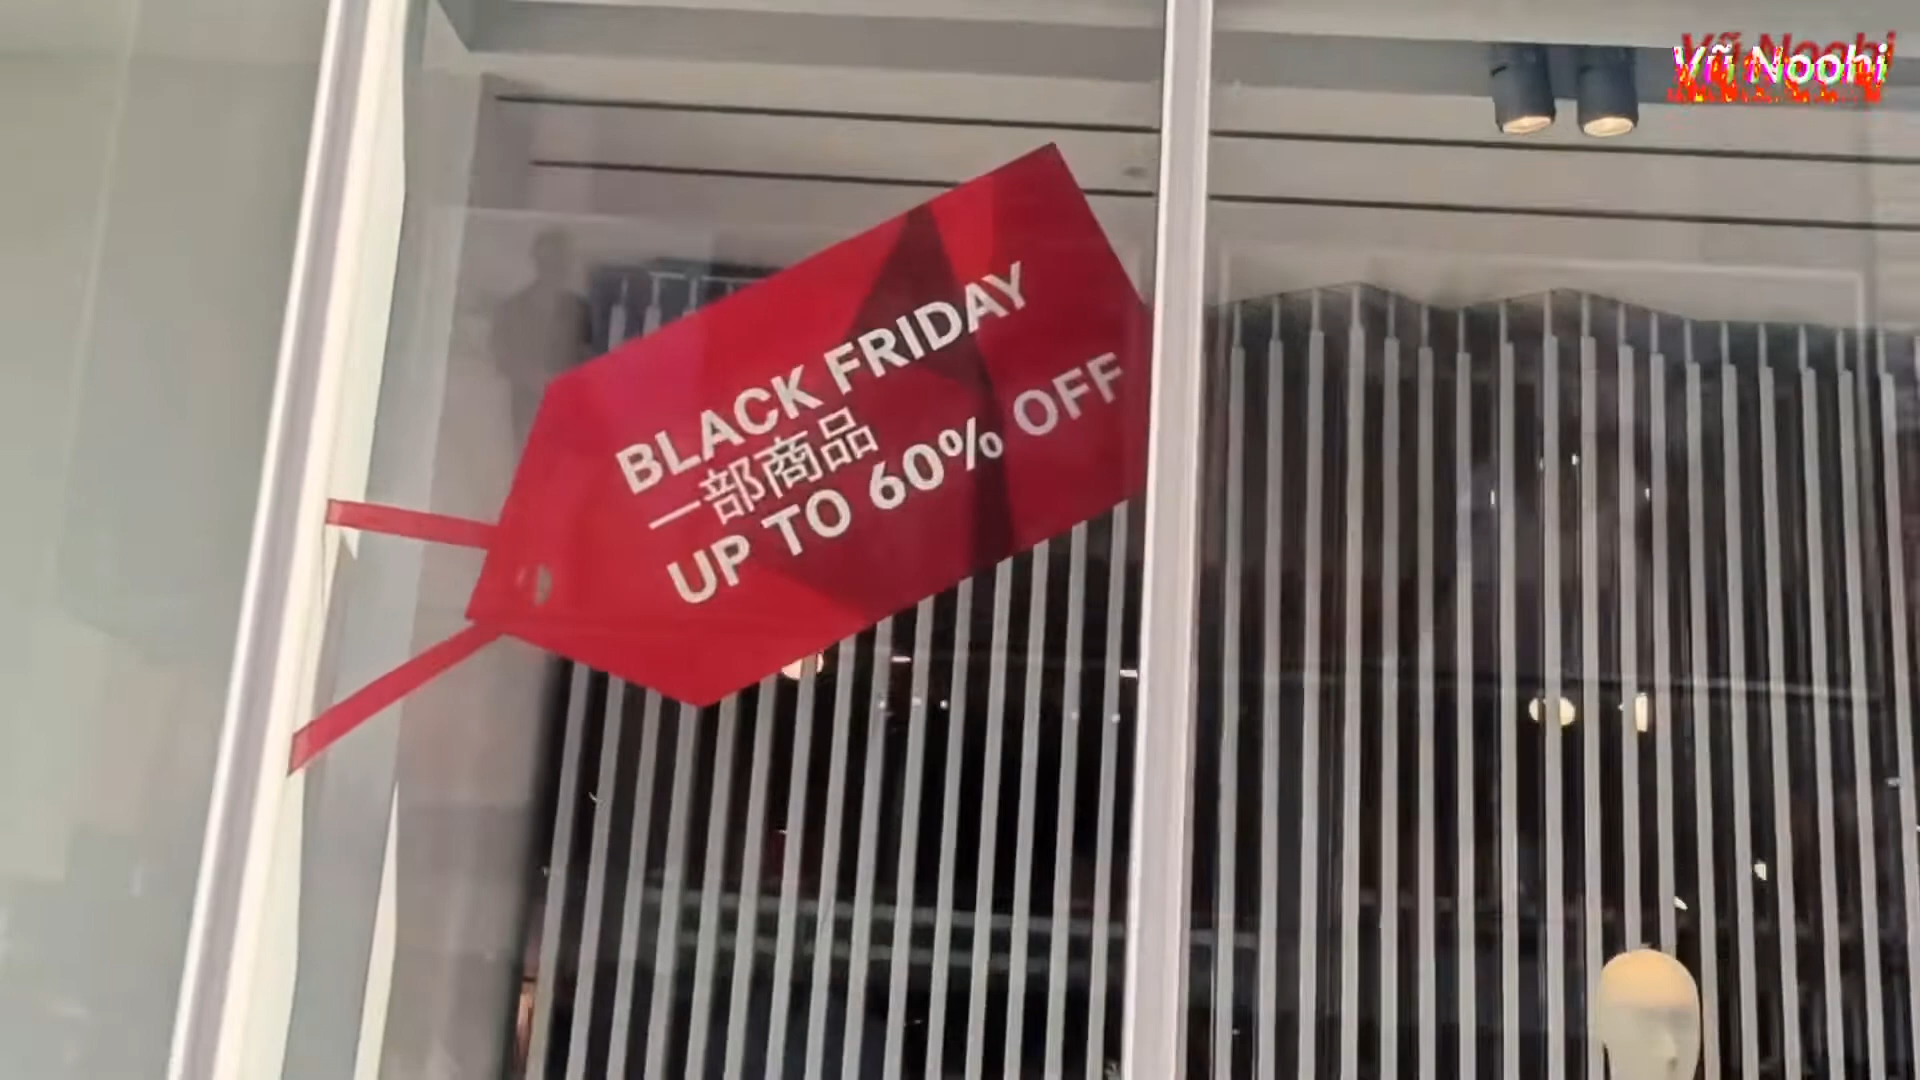 Vũ Noohi
BLACK FRIDAY
一部商品
UP TO 60% OFF